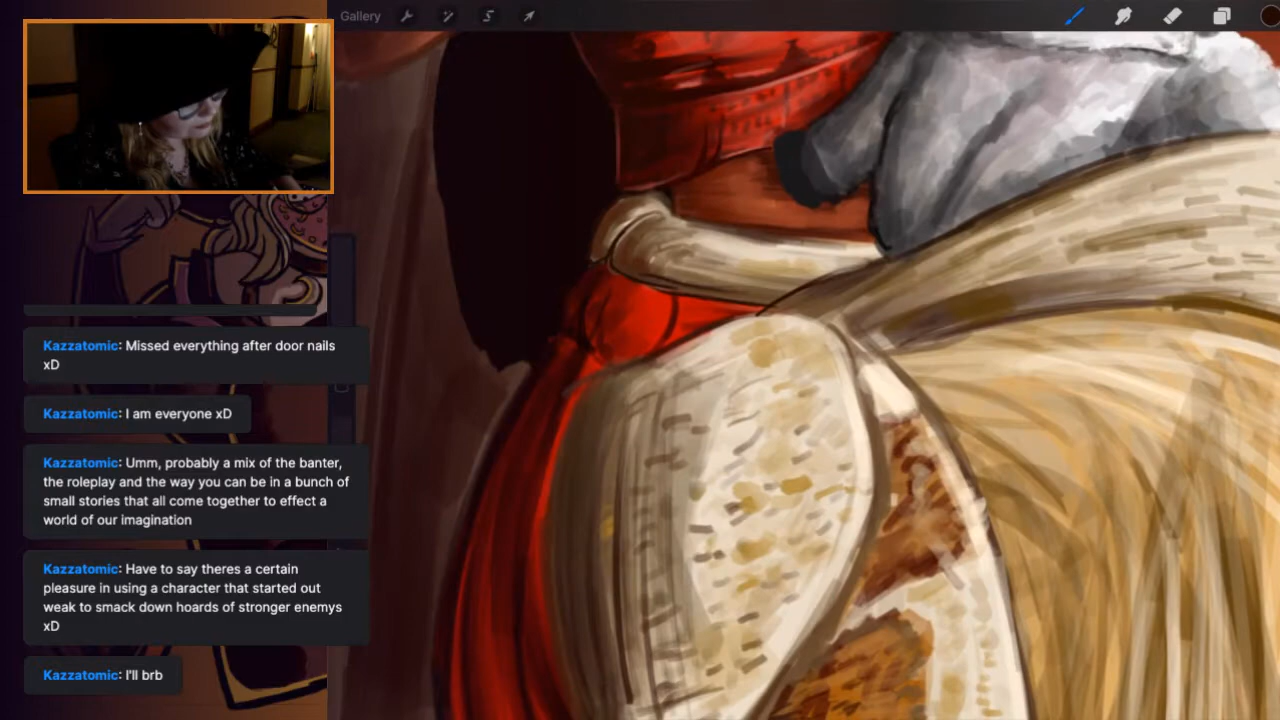 Gallery
Kazzatomic: Missed everything after door nails
xD
Kazzatomic: I am everyone xD
Kazzatomic: Umm, probably a mix of the banter,
the roleplay and the way you can be in a bunch of
small stories that all come together to effect a
world of our imagination
Kazzatomic: Have to say theres a certain
pleasure in using a character that started out
weak to smack down hoards of stronger enemys
xD
Kazzatomic: I'll brb